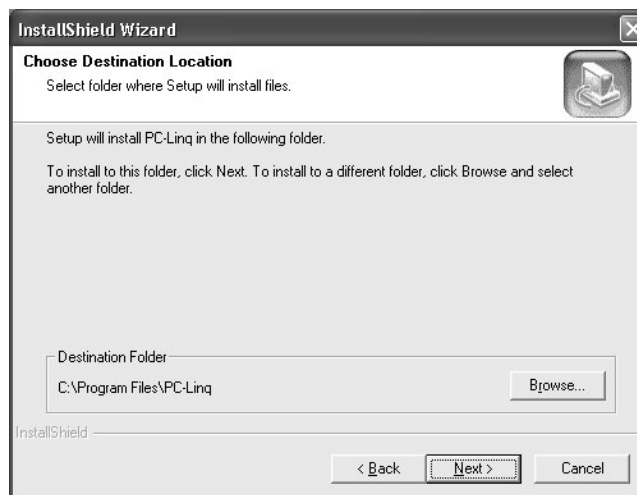 InstallShield Wizard
Choose Destination Location
Select folder where Setup will install files.
Setup will install PC-Linq in the following folder.
To install to this folder, click Next. To install to a different folder, click Browse and select
another folder.
Destination Folder
C:\Program Files\PC-Linq
Browse...
InstallShield
< Back
Next >
Cancel